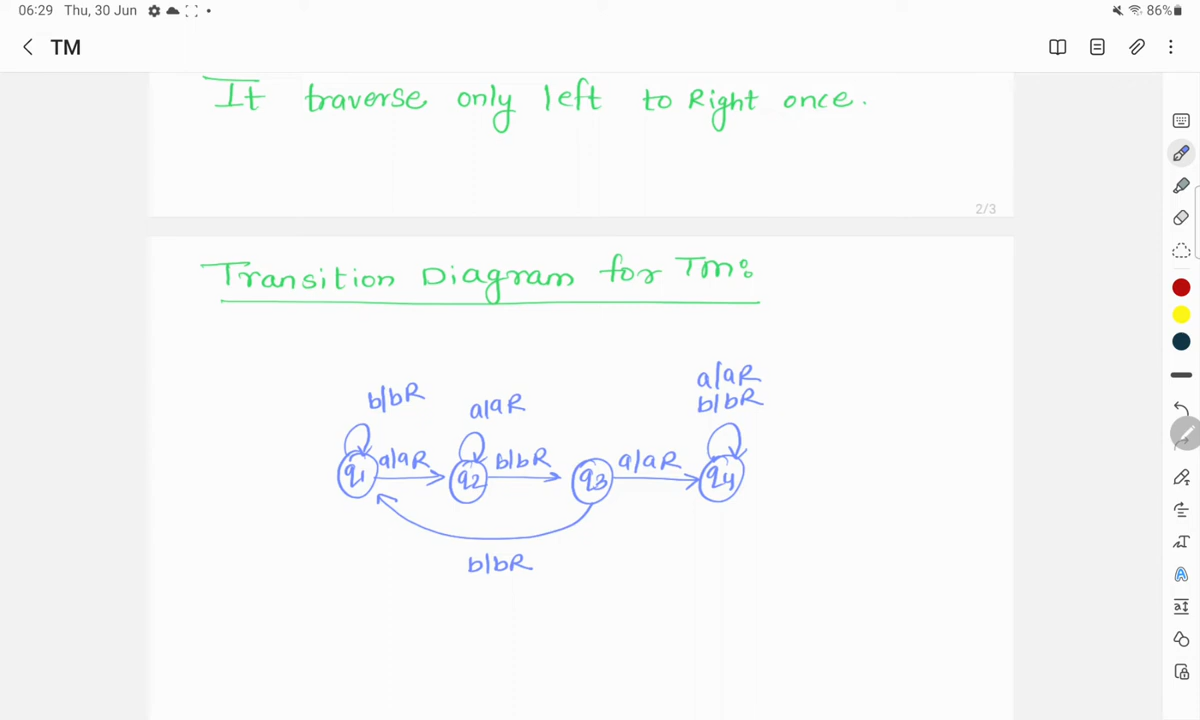 06:29 Thu, 30 Jun 86%
TM
It traverse only left to Right once.
2/3
Transition Diagram for TM:
a/aR
b/bR b/bR
a/aR
a/aR b/bR a/aR
q1 q2 q3 q4
b/bR